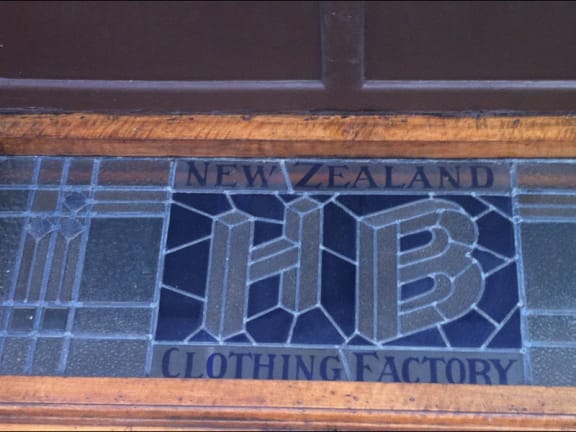 NEW ZEALAND
HB
CLOTHING FACTORY